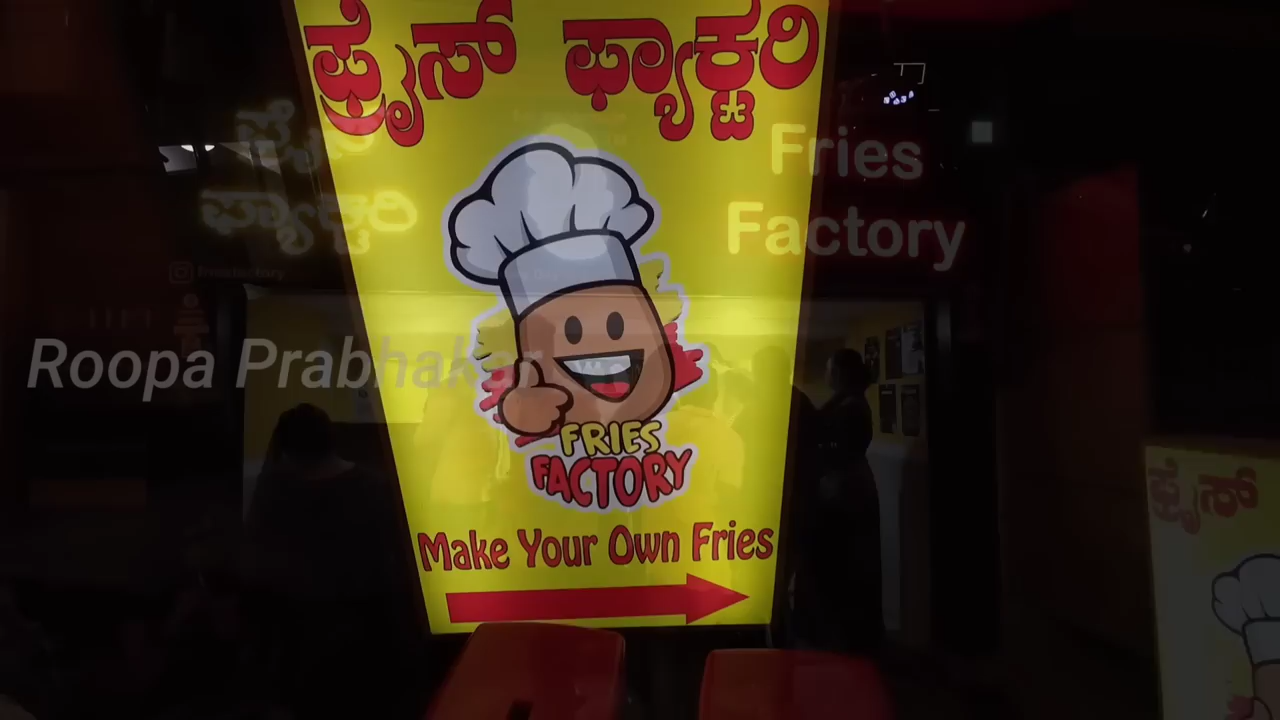 ಫ್ರೈಸ್ ಫ್ಯಾಕ್ಟರಿ
ಫ್ರೈಸ್
ಫ್ಯಾಕ್ಟರಿ
Fries
Factory
Roopa Prabhakar
FRIES
FACTORY
Make Your Own Fries
ಫ್ರೈಸ್